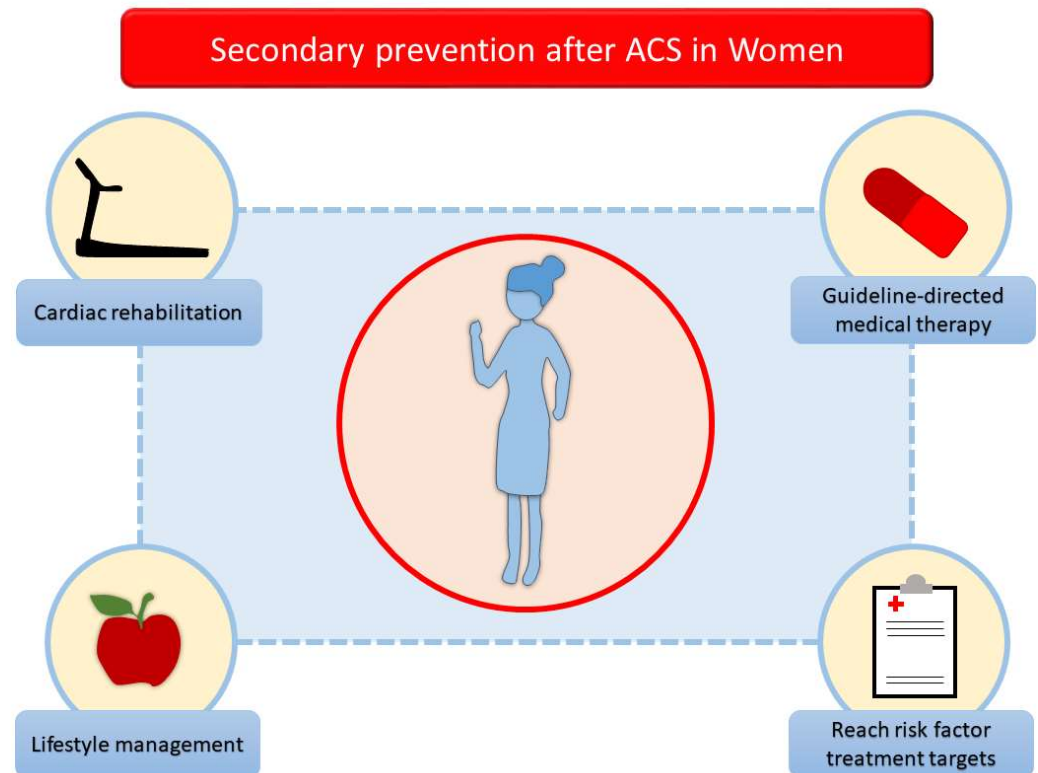 Secondary prevention after ACS in Women
Cardiac rehabilitation
Guideline-directed
medical therapy
Lifestyle management
Reach risk factor
treatment targets